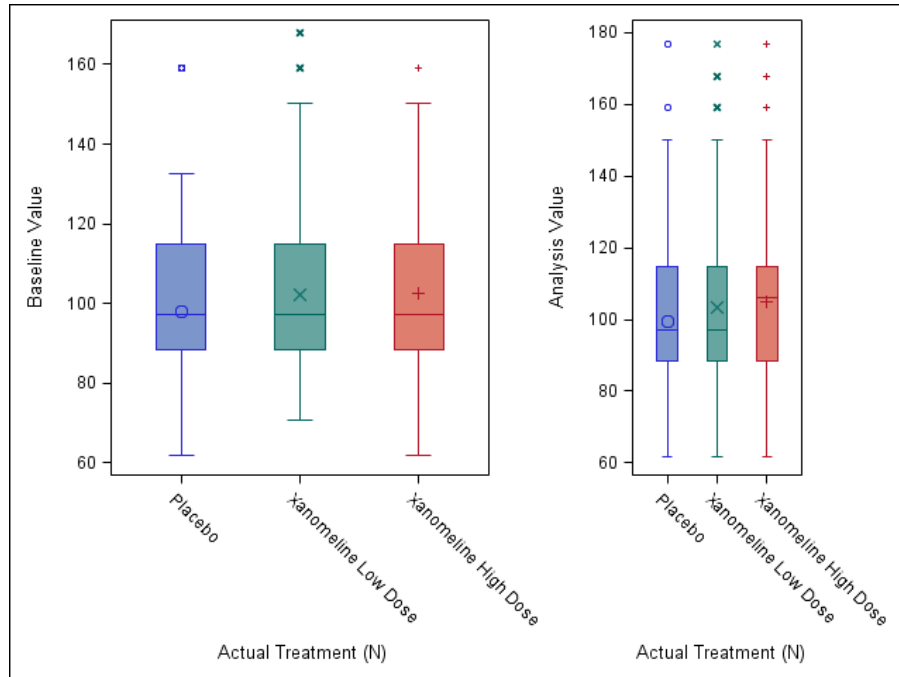 Baseline Value
160
140
120
100
80
60
Placebo
Xanomeline Low Dose
Xanomeline High Dose
Actual Treatment (N)
Analysis Value
180
160
140
120
100
80
60
Placebo
Xanomeline Low Dose
Xanomeline High Dose
Actual Treatment (N)